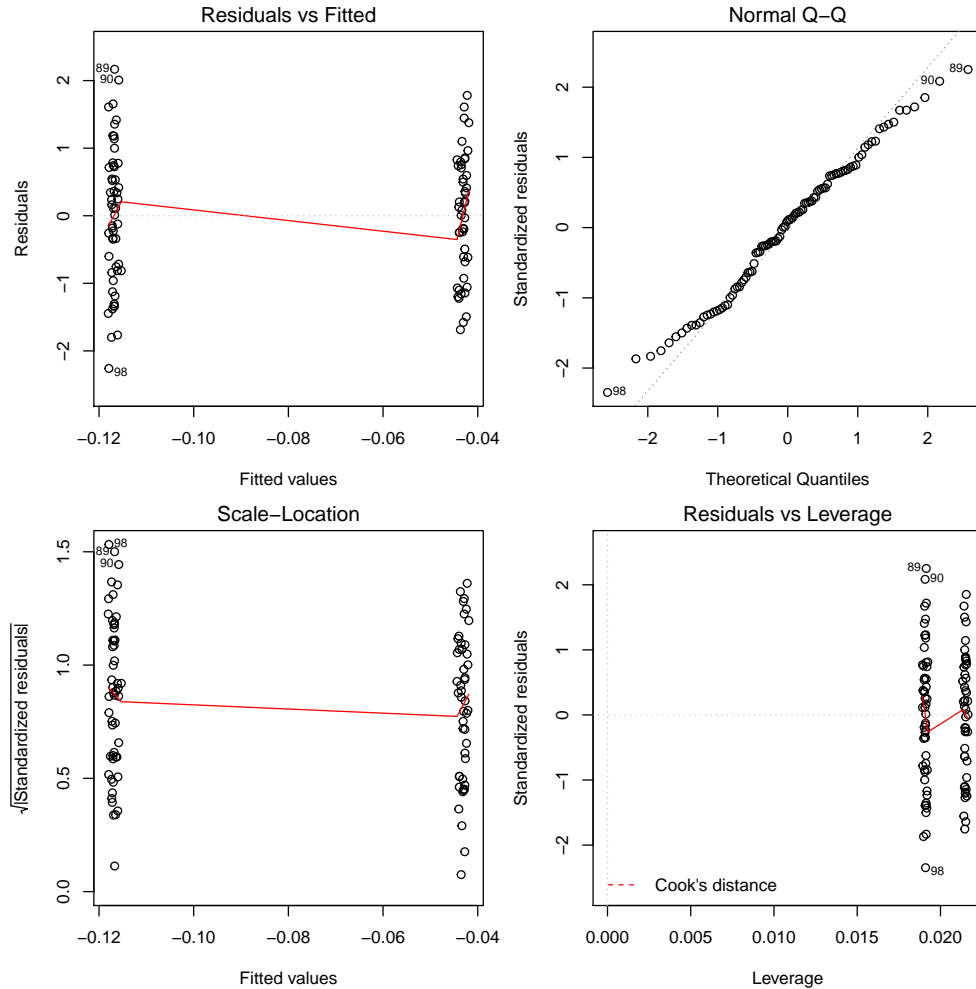 Residuals vs Fitted
Residuals
2
1
0
−1
−2
89
90
98
−0.12 −0.10 −0.08 −0.06 −0.04
Fitted values
Normal Q−Q
Standardized residuals
2
1
0
−1
−2
89
90
98
−2 −1 0 1 2
Theoretical Quantiles
Scale−Location
√|Standardized residuals|
1.5
1.0
0.5
0.0
98
89
90
−0.12 −0.10 −0.08 −0.06 −0.04
Fitted values
Residuals vs Leverage
Standardized residuals
2
1
0
−1
−2
89
90
98
Cook's distance
0.000 0.005 0.010 0.015 0.020
Leverage